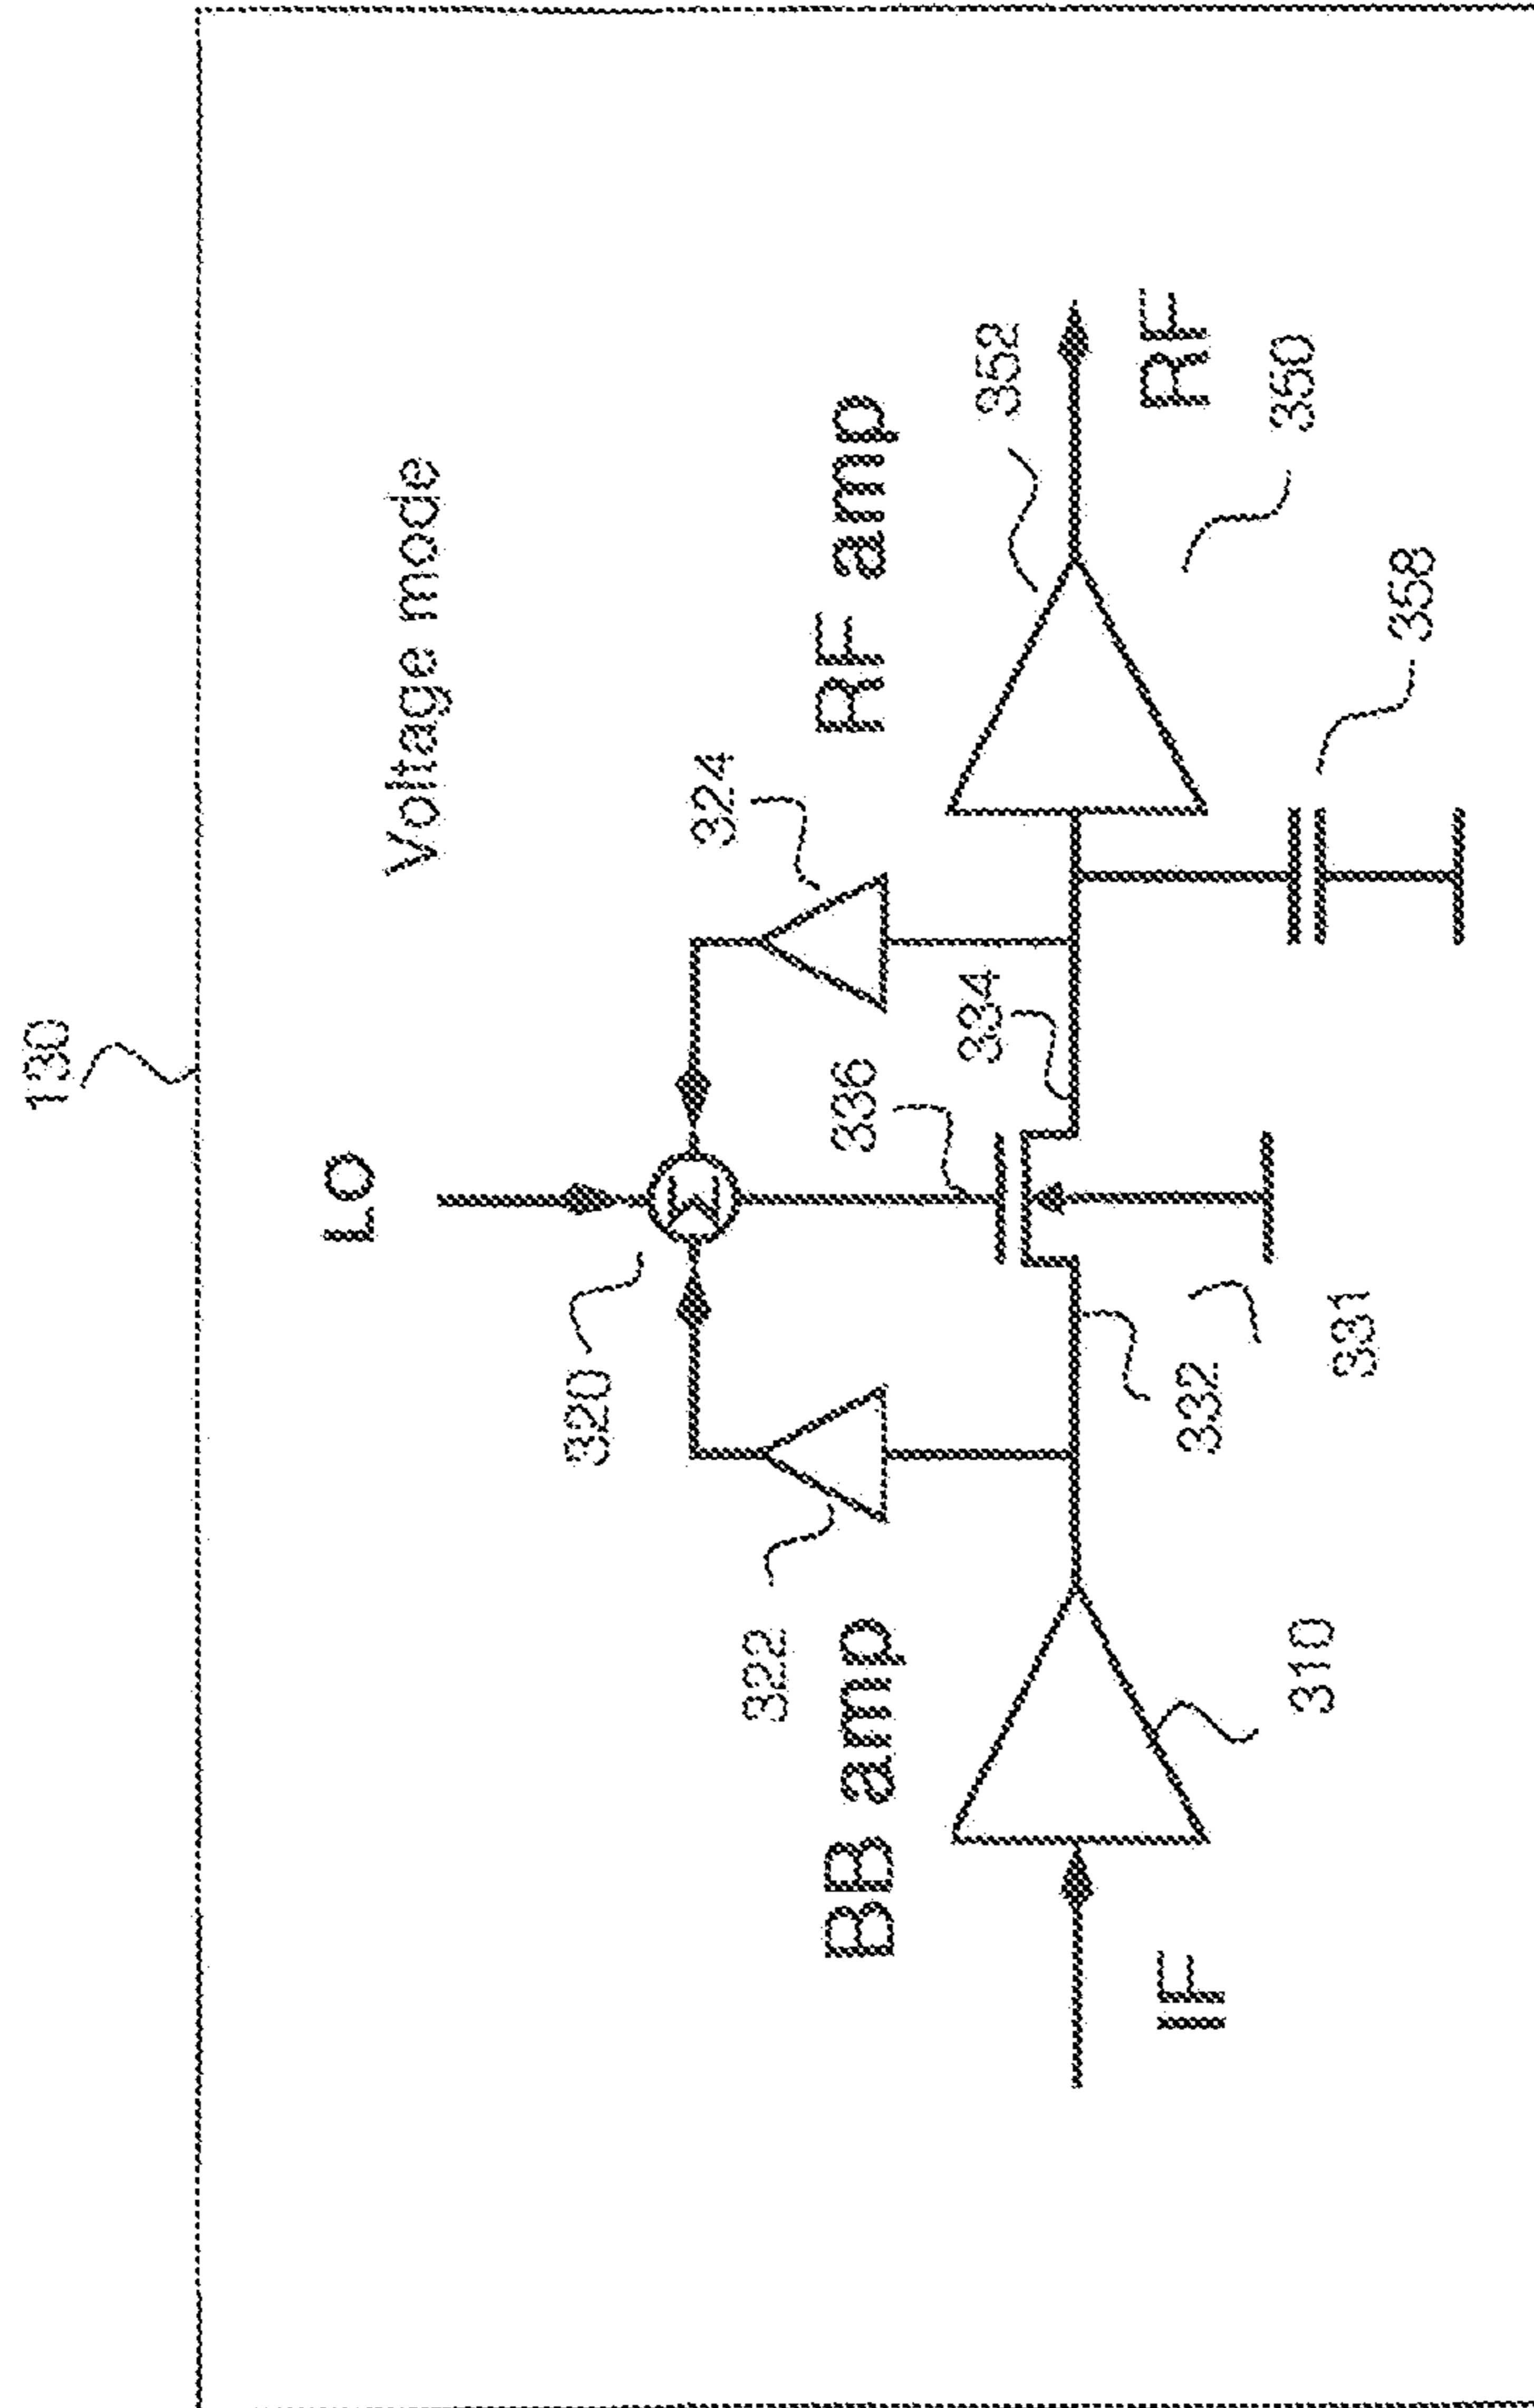 130
LO
Voltage mode
320
324
322
BB amp
336
RF amp
334
352
IF
310
332
331
RF
350
358
Σ